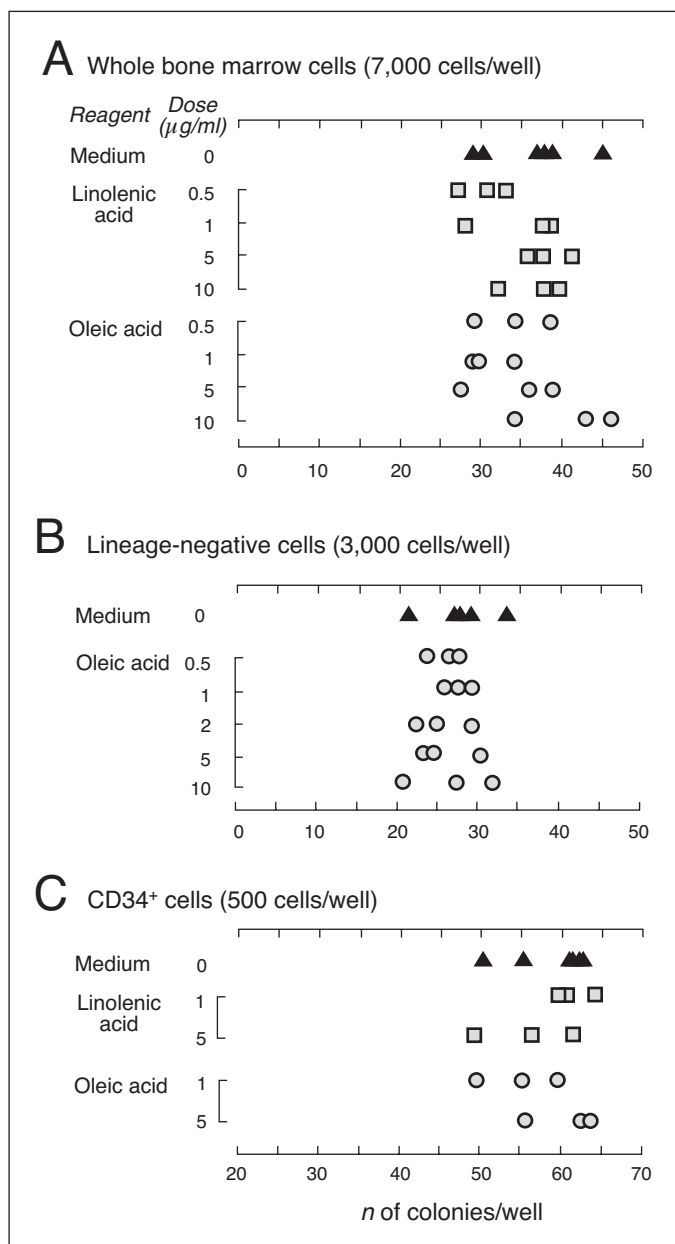 A Whole bone marrow cells (7,000 cells/well)
Reagent Dose (µg/ml)
Medium 0
Linolenic acid 0.5
1
5
10
Oleic acid 0.5
1
5
10
0 10 20 30 40 50
B Lineage-negative cells (3,000 cells/well)
Medium 0
Oleic acid 0.5
1
2
5
10
0 10 20 30 40 50
C CD34⁺ cells (500 cells/well)
Medium 0
Linolenic acid 1
5
Oleic acid 1
5
20 30 40 50 60 70
n of colonies/well